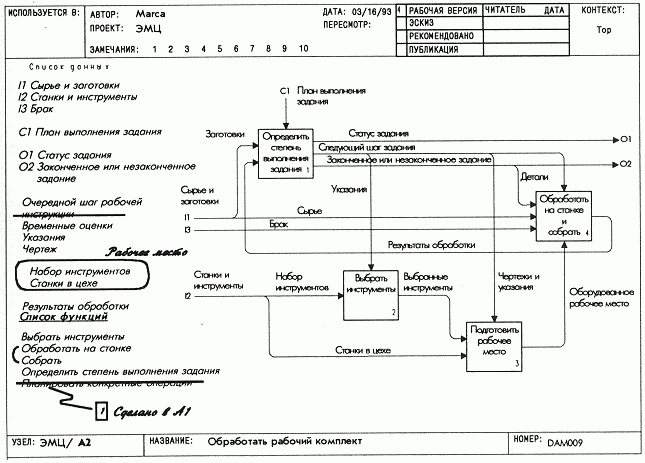 ИСПОЛЬЗУЕТСЯ В:
АВТОР: Marca
ПРОЕКТ: ЭМЦ
ЗАМЕЧАНИЯ: 1 2 3 4 5 6 7 8 9 10
ДАТА: 03/16/93
ПЕРЕСМОТР:
1 РАБОЧАЯ ВЕРСИЯ
ЭСКИЗ
РЕКОМЕНДОВАНО
ПУБЛИКАЦИЯ
ЧИТАТЕЛЬ ДАТА
КОНТЕКСТ:
Top
Список данных
I1 Сырье и заготовки
I2 Станки и инструменты
I3 Брак
C1 План выполнения задания
O1 Статус задания
O2 Законченное или незаконченное
задание
Очередной шаг рабочей
инструкции
Временные оценки
Указания
Чертеж
Рабочее место
Набор инструментов
Станки в цехе
Результаты обработки
Список функций
Выбрать инструменты
Обработать на станке
Собрать
Определить степень выполнения задания
Планировать конкретные операции
1 Сделано в А1
C1 План выполнения
задания
Заготовки
Определить
степень
выполнения
задания 1
Статус задания
O1
Следующий шаг задания
Законченное или незаконченное задание
O2
Указания
Детали
Сырье и
заготовки
I1
Сырье
I3
Брак
Обработать
на станке
и
собрать 4
Результаты обработки
Станки и
инструменты
I2
Набор
инструментов
Выбрать
инструменты
2
Выбранные
инструменты
Чертежи и
указания
Оборудованное
рабочее место
Станки в цехе
Подготовить
рабочее
место
3
УЗЕЛ: ЭМЦ/ А2
НАЗВАНИЕ: Обработать рабочий комплект
НОМЕР: DAM009